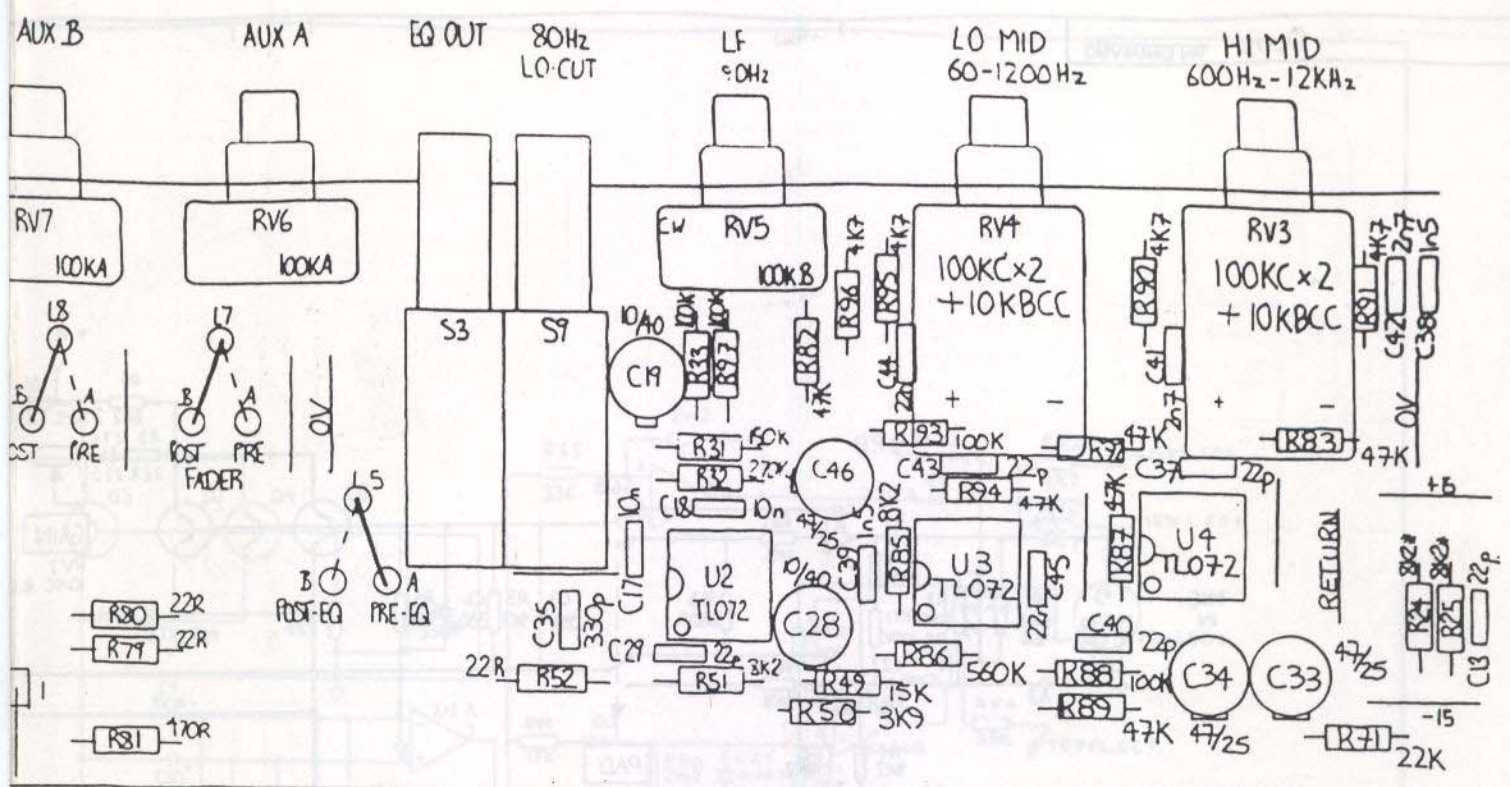 AUX B
AUX A
EQ OUT
80Hz
LO·CUT
LF
LO MID
60-1200Hz
HI MID
600Hz-12KHz
RV7
100KA
RV6
100KA
S3
S9
CW
RV5
100KB
RV4
100KC×2
+10KBCC
+
-
RV3
100KC×2
+10KBCC
+
-
L8
B
A
PRE
L7
B
A
POST
PRE
FADER
0V
L5
B
A
POST-EQ
PRE-EQ
C19
R33
10K
R97
10K
R82
47K
R96
4K7
R95
4K7
C44
22n
R90
4K7
C41
2n7
R91
4K7
C42
2n7
C38
1n5
0V
R31
R32
C18
10n
C46
47/25
R93
100K
C43
22p
R94
47K
R92
47K
C37
22p
R83
47K
C17
U2
TL072
10/40
28
C39
1n5
R85
8K2
U3
TL072
C45
22n
R87
47K
U4
TL072
RETURN
+15
-15
R24
8K2*
R25
8K2*
C13
22p.
R80
22R
R79
22R
R81
1
C35
330p
R52
22R
C29
R51
3K2
R49
15K
R50
3K9
R86
560K
C40
22p
R88
100K
R89
47K
C34
47/25
C33
47/25
R71
22K